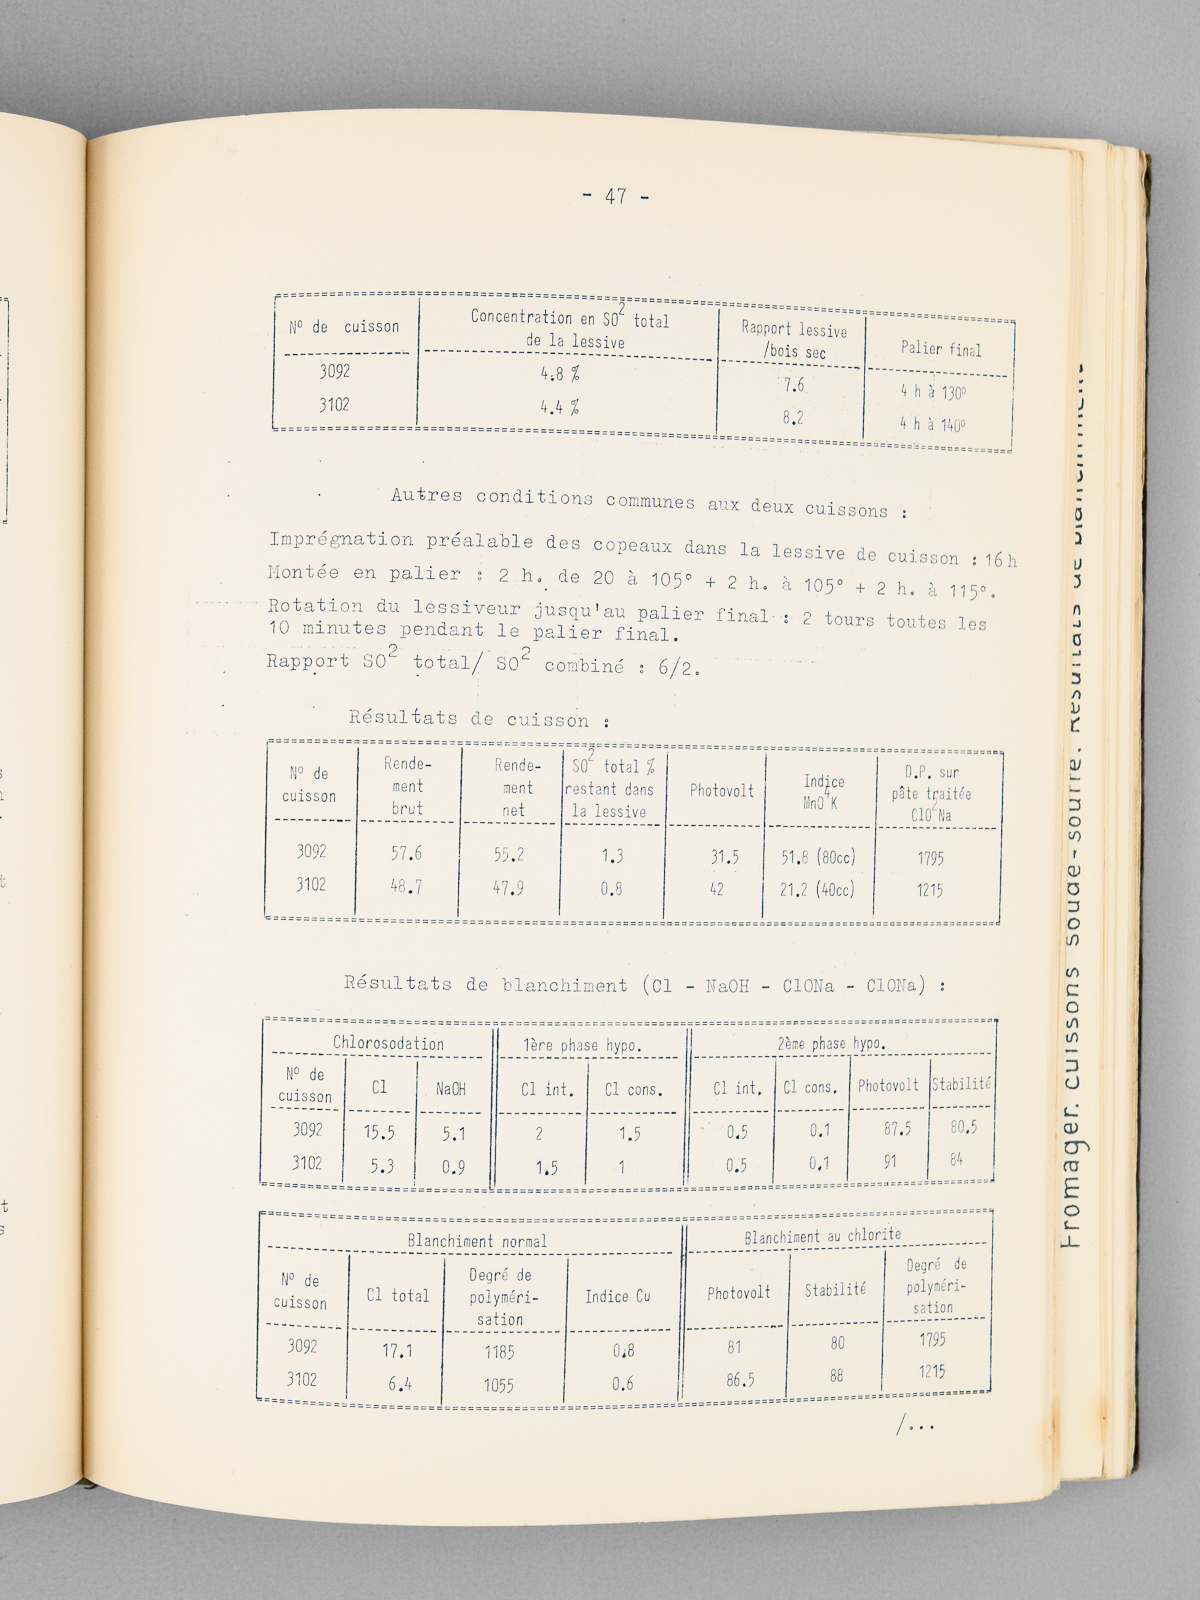 - 47 -
Nº de cuisson | Concentration en SO2 total de la lessive | Rapport lessive /bois sec | Palier final
3092 | 4.8 % | 7.6 | 4 h à 130º
3102 | 4.4 % | 8.2 | 4 h à 140º
Autres conditions communes aux deux cuissons :
Imprégnation préalable des copeaux dans la lessive de cuisson : 16 h
Montée en palier : 2 h. de 20 à 105° + 2 h. à 105° + 2 h. à 115°.
Rotation du lessiveur jusqu'au palier final : 2 tours toutes les
10 minutes pendant le palier final.
Rapport SO2 total/ SO2 combiné : 6/2.
Résultats de cuisson :
Nº de cuisson | Rende-ment brut | Rende-ment net | SO2 total % restant dans la lessive | Photovolt | Indice MnO4K | D.P. sur pâte traitée ClO2Na
3092 | 57.6 | 55.2 | 1.3 | 31.5 | 51.8 (80cc) | 1795
3102 | 48.7 | 47.9 | 0.8 | 42 | 21.2 (40cc) | 1215
Résultats de blanchiment (Cl - NaOH - ClONa - ClONa) :
Chlorosodation | 1ère phase hypo. | 2ème phase hypo.
Nº de cuisson | Cl | NaOH | Cl int. | Cl cons. | Cl int. | Cl cons. | Photovolt | Stabilité
3092 | 15.5 | 5.1 | 2 | 1.5 | 0.5 | 0.1 | 87.5 | 80.5
3102 | 5.3 | 0.9 | 1.5 | 1 | 0.5 | 0.1 | 91 | 84
Blanchiment normal | Blanchiment au chlorite
Nº de cuisson | Cl total | Degré de polyméri-sation | Indice Cu | Photovolt | Stabilité | Degré de polyméri-sation
3092 | 17.1 | 1185 | 0.8 | 81 | 80 | 1795
3102 | 6.4 | 1055 | 0.6 | 86.5 | 88 | 1215
/...
Fromager. cuissons soude-soufre. Résultats de blanchiment